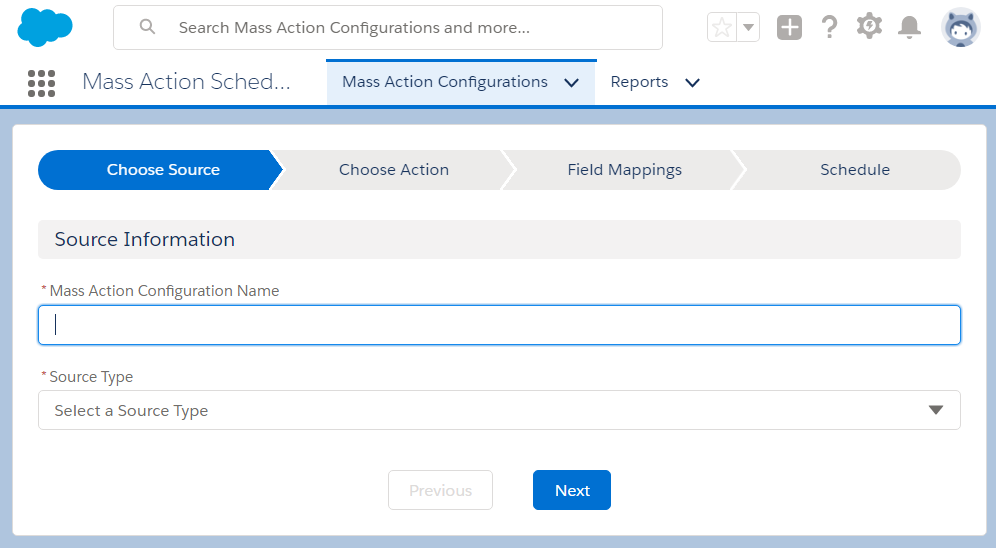 Search Mass Action Configurations and more...
Mass Action Sched...
Mass Action Configurations
Reports
Choose Source
Choose Action
Field Mappings
Schedule
Source Information
*Mass Action Configuration Name
*Source Type
Select a Source Type
Previous
Next